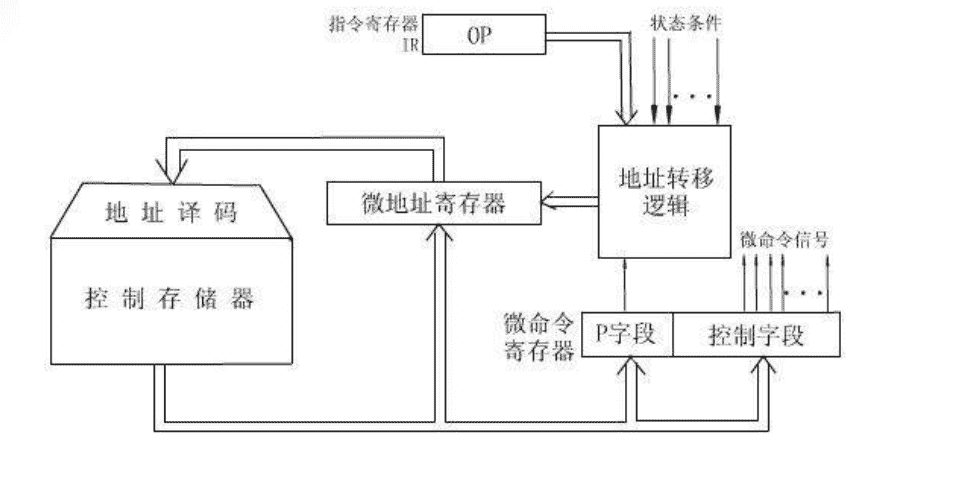 指令寄存器
IR
OP
状态条件
地址转移
逻辑
微地址寄存器
地址译码
控制存储器
微命令信号
微命令
寄存器
P字段
控制字段